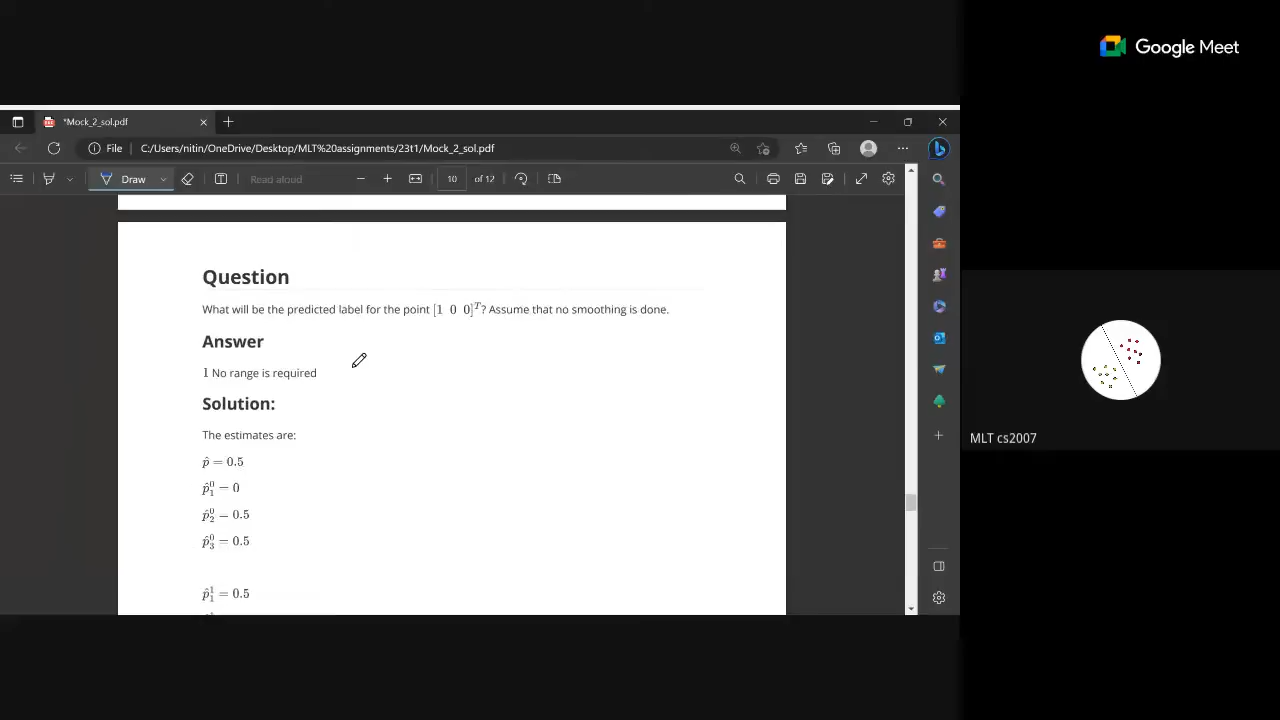 Google Meet
*Mock_2_sol.pdf
File C:/Users/nitin/OneDrive/Desktop/MLT%20assignments/23t1/Mock_2_sol.pdf
Draw Read aloud 10 of 12
Question
What will be the predicted label for the point [1 0 0]^T? Assume that no smoothing is done.
Answer
1 No range is required
Solution:
The estimates are:
p̂ = 0.5
p̂₁⁰ = 0
p̂₂⁰ = 0.5
p̂₃⁰ = 0.5
p̂₁¹ = 0.5
MLT cs2007